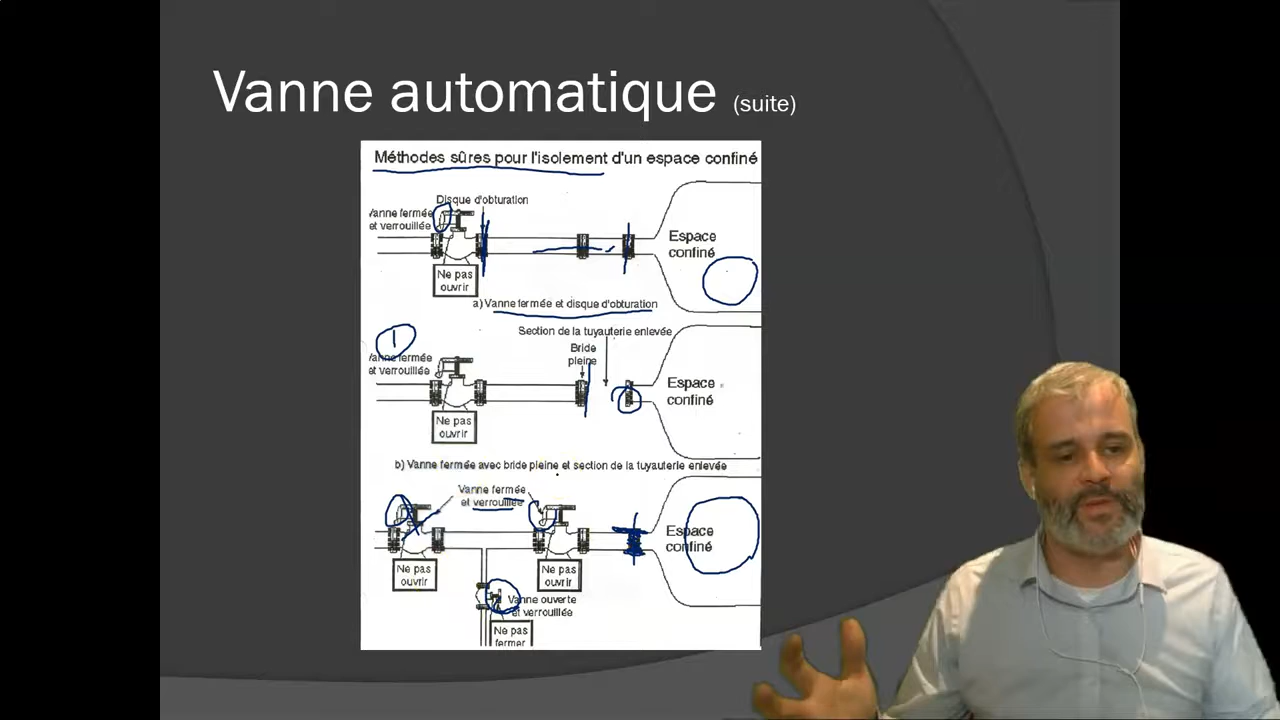 Vanne automatique (suite)
Méthodes sûres pour l'isolement d'un espace confiné
Disque d'obturation
Vanne fermée
et verrouillée
Espace
confiné
Ne pas
ouvrir
a) Vanne fermée et disque d'obturation
Section de la tuyauterie enlevée
1
Bride
pleine
Vanne fermée
et verrouillée
Espace
confiné
Ne pas
ouvrir
b) Vanne fermée avec bride pleine et section de la tuyauterie enlevée
Vanne fermée
et verrouillée
Espace
confiné
Ne pas
ouvrir
Ne pas
ouvrir
Vanne ouverte
et verrouillée
Ne pas
fermer